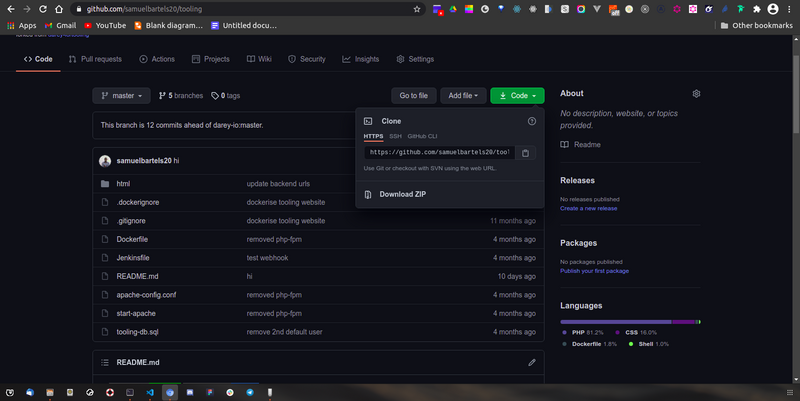 github.com/samuelbartels20/tooling
Apps Gmail YouTube Blank diagram... Untitled docu... Other bookmarks
Code Pull requests Actions Projects Wiki Security Insights Settings
master 5 branches 0 tags Go to file Add file Code
About
No description, website, or topics
provided.
Readme
This branch is 12 commits ahead of darey-io:master.
Clone
HTTPS SSH GitHub CLI
https://github.com/samuelbartels20/tool
Use Git or checkout with SVN using the web URL.
Download ZIP
samuelbartels20 hi
html update backend urls
.dockerignore dockerise tooling website
.gitignore dockerise tooling website 11 months ago
Dockerfile removed php-fpm 4 months ago
Jenkinsfile test webhook 4 months ago
README.md hi 10 days ago
apache-config.conf removed php-fpm 4 months ago
start-apache removed php-fpm 4 months ago
tooling-db.sql remove 2nd default user 4 months ago
README.md
Releases
No releases published
Create a new release
Packages
No packages published
Publish your first package
Languages
PHP 81.2% CSS 16.0%
Dockerfile 1.8% Shell 1.0%